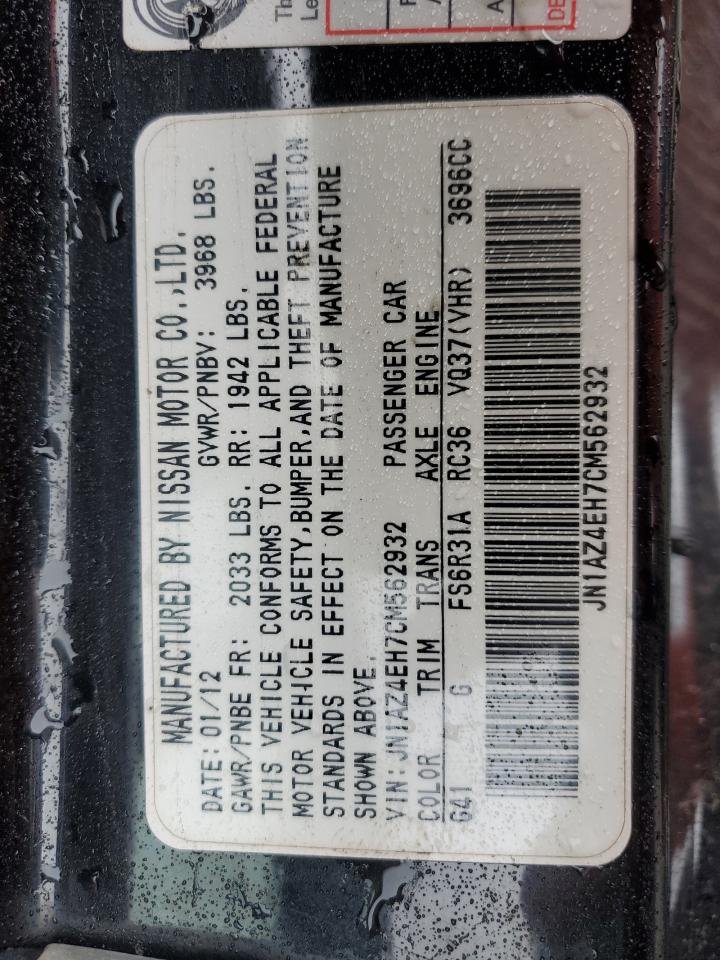 MANUFACTURED BY NISSAN MOTOR CO.,LTD.
DATE: 01/12 GVWR/PNBV: 3968 LBS.
GAWR/PNBE FR: 2033 LBS. RR: 1942 LBS.
THIS VEHICLE CONFORMS TO ALL APPLICABLE FEDERAL
MOTOR VEHICLE SAFETY,BUMPER,AND THEFT PREVENTION
STANDARDS IN EFFECT ON THE DATE OF MANUFACTURE
SHOWN ABOVE.
VIN: JN1AZ4EH7CM562932 PASSENGER CAR
COLOR TRIM TRANS AXLE ENGINE
G41 G FS6R31A RC36 VQ37(VHR) 3696CC
JN1AZ4EH7CM562932